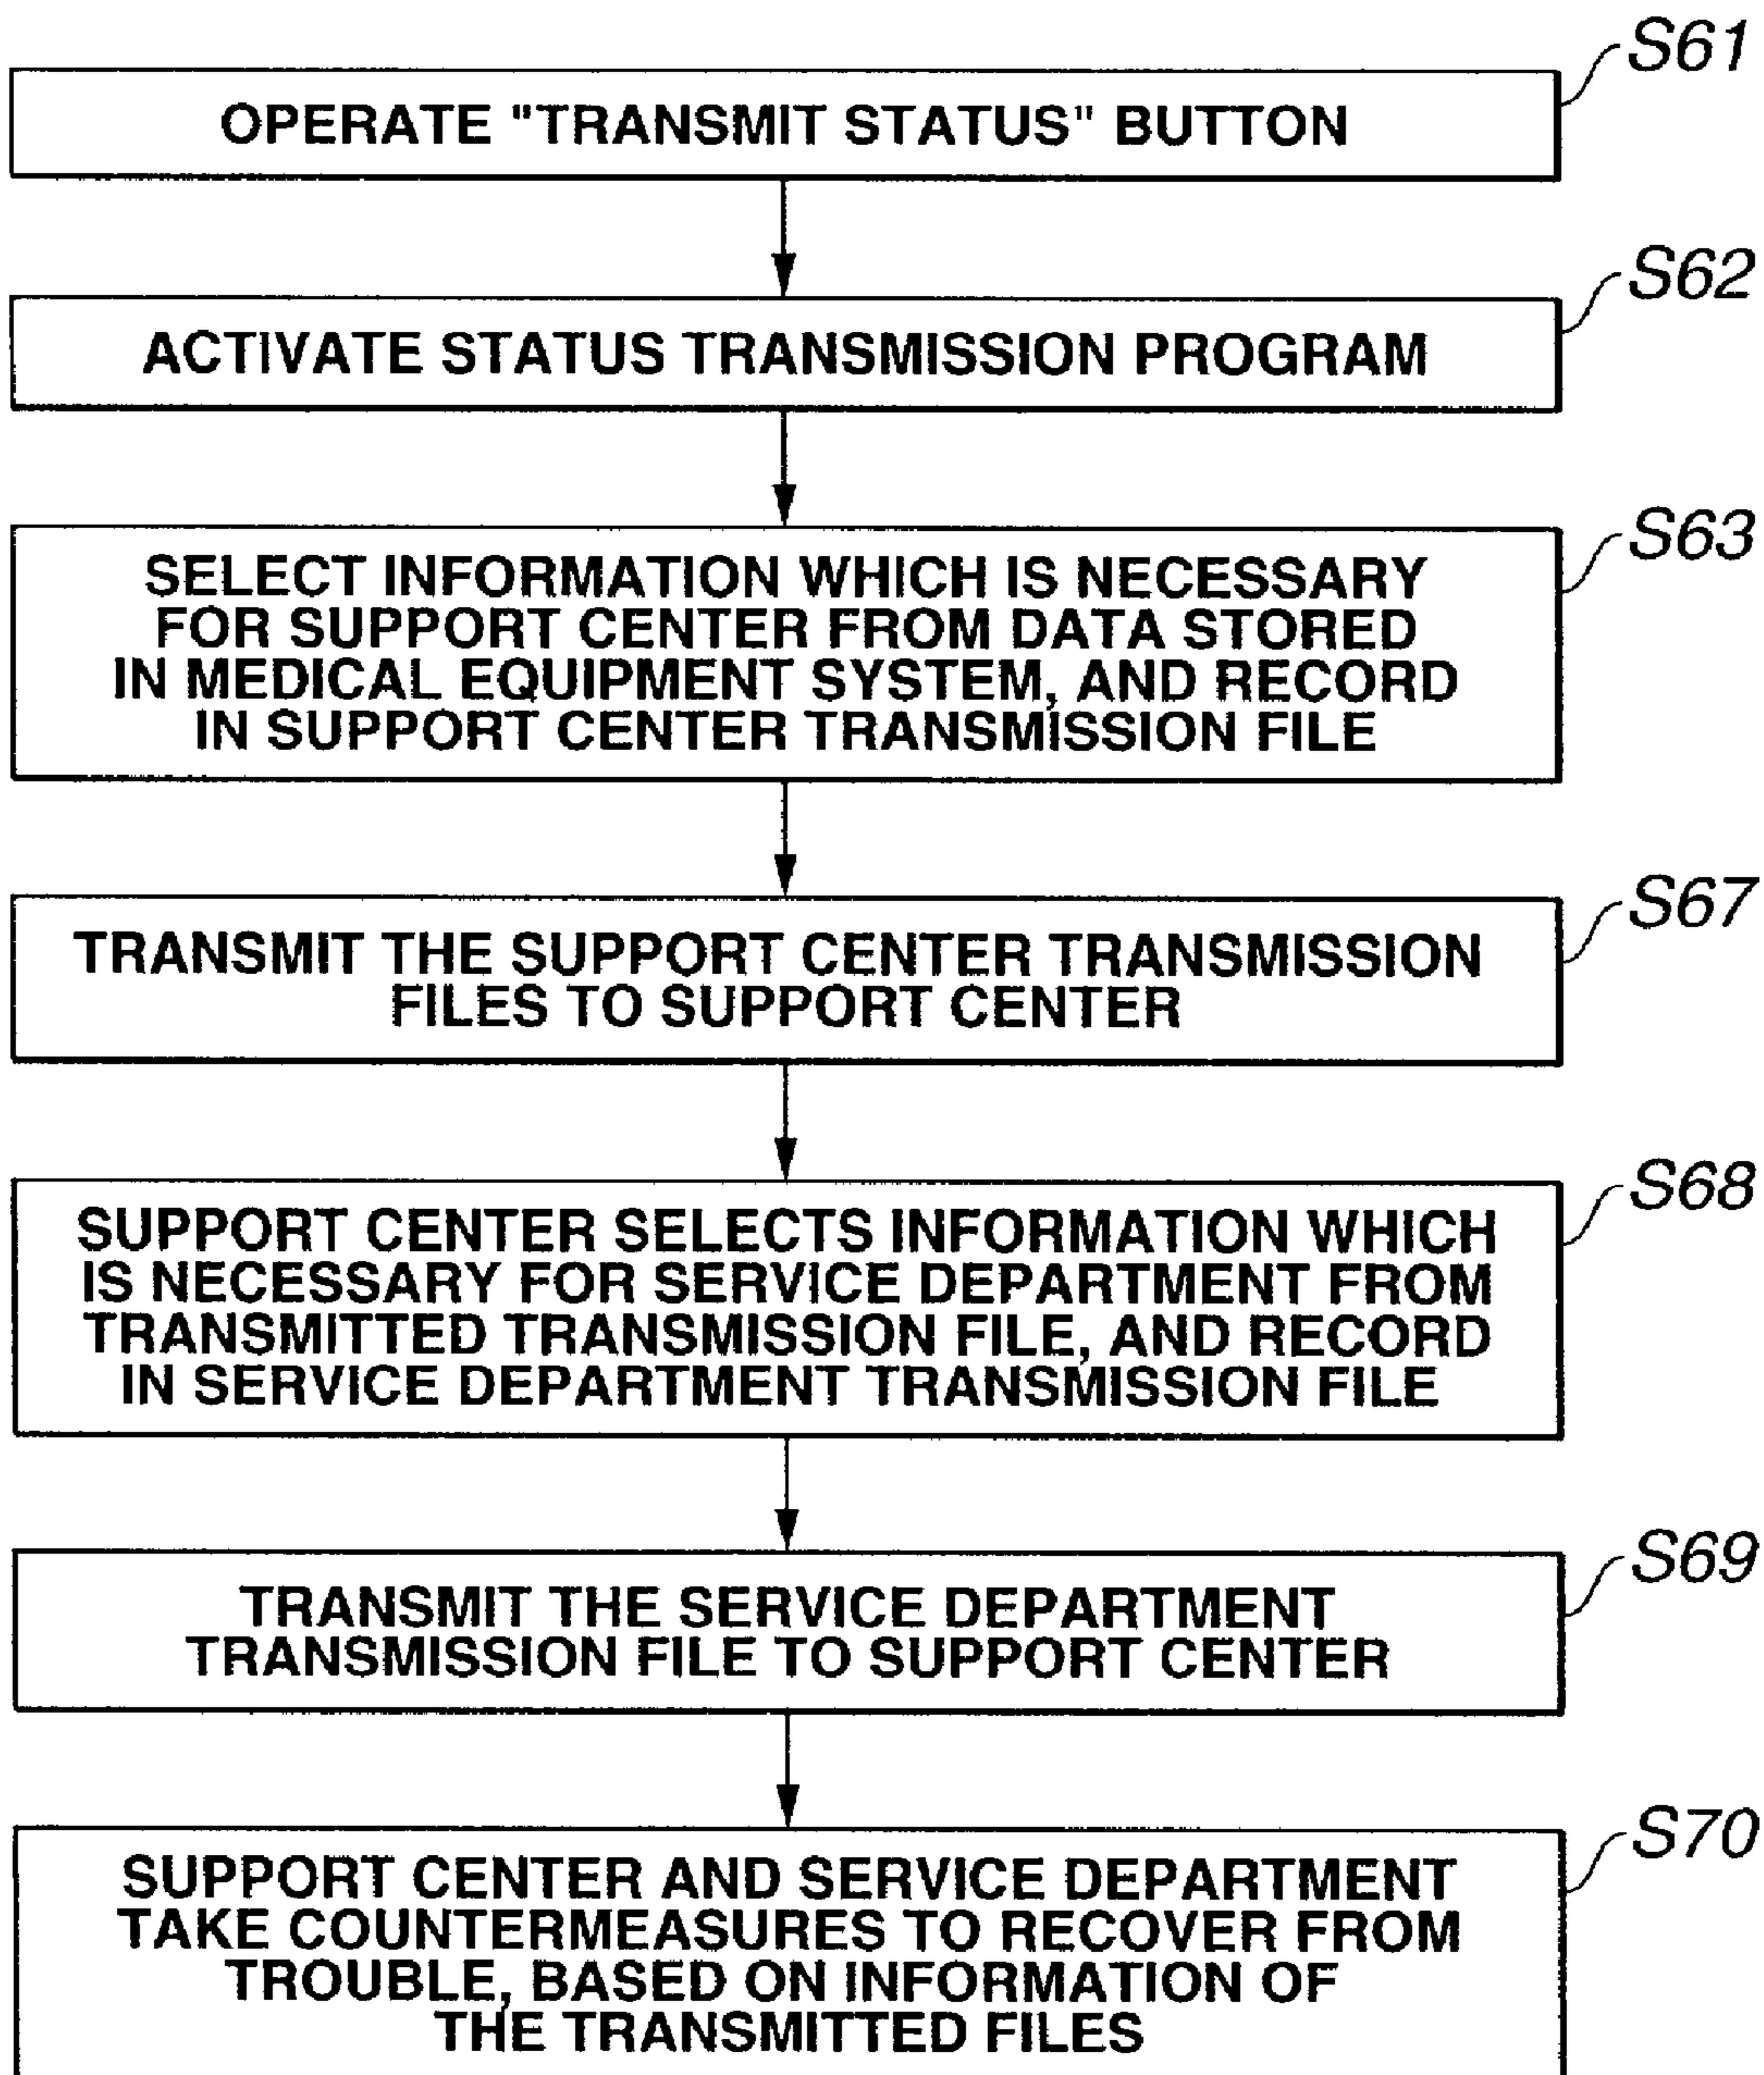 S61
OPERATE "TRANSMIT STATUS" BUTTON
S62
ACTIVATE STATUS TRANSMISSION PROGRAM
S63
SELECT INFORMATION WHICH IS NECESSARY
FOR SUPPORT CENTER FROM DATA STORED
IN MEDICAL EQUIPMENT SYSTEM, AND RECORD
IN SUPPORT CENTER TRANSMISSION FILE
S67
TRANSMIT THE SUPPORT CENTER TRANSMISSION
FILES TO SUPPORT CENTER
S68
SUPPORT CENTER SELECTS INFORMATION WHICH
IS NECESSARY FOR SERVICE DEPARTMENT FROM
TRANSMITTED TRANSMISSION FILE, AND RECORD
IN SERVICE DEPARTMENT TRANSMISSION FILE
S69
TRANSMIT THE SERVICE DEPARTMENT
TRANSMISSION FILE TO SUPPORT CENTER
S70
SUPPORT CENTER AND SERVICE DEPARTMENT
TAKE COUNTERMEASURES TO RECOVER FROM
TROUBLE, BASED ON INFORMATION OF
THE TRANSMITTED FILES